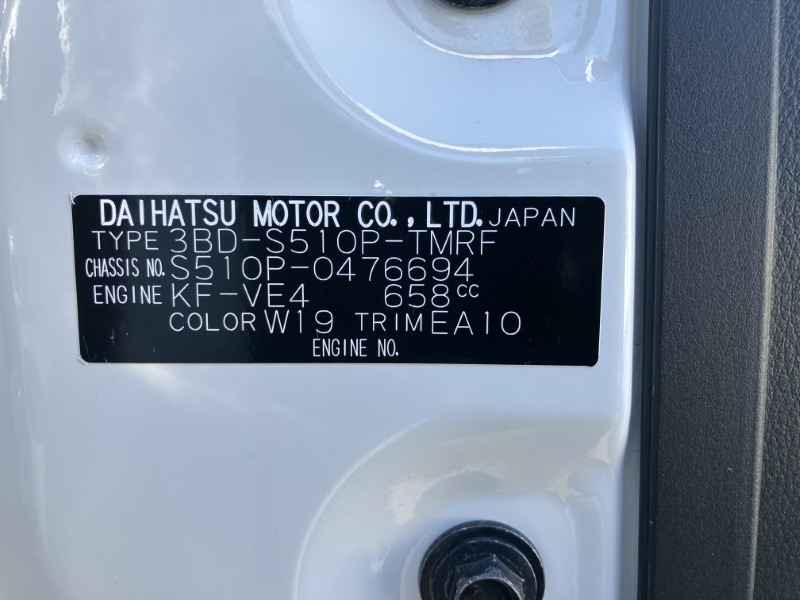 DAIHATSU MOTOR CO., LTD. JAPAN
TYPE 3BD-S510P-TMRF
CHASSIS NO. S510P-0476694
ENGINE KF-VE4 658cc
COLOR W19 TRIM EA10
ENGINE NO.